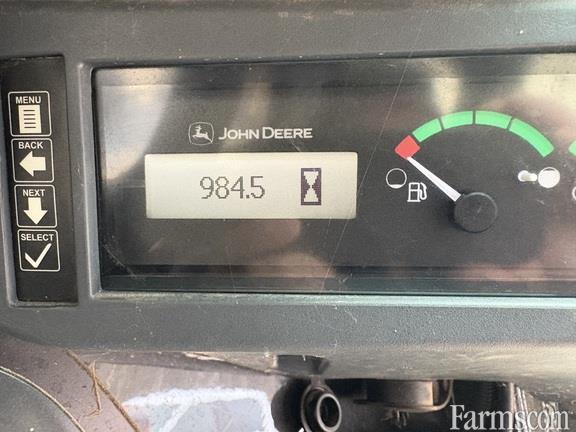 MENU
BACK
NEXT
SELECT
JOHN DEERE
984.5
Farms.com